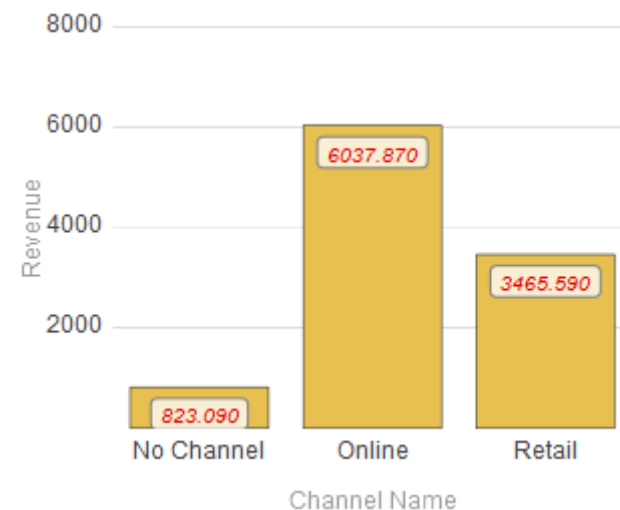 8000
6000
4000
2000
Revenue
6037.870
3465.590
823.090
No Channel
Online
Retail
Channel Name